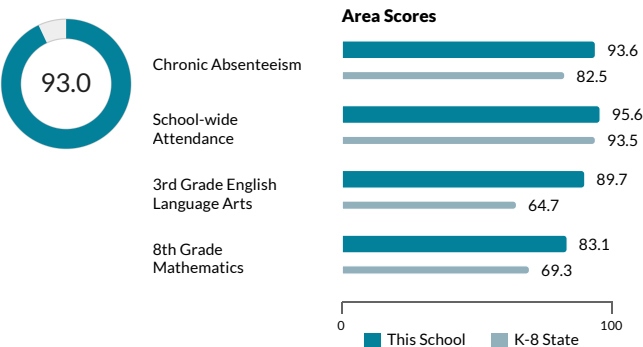 Area Scores
93.0
Chronic Absenteeism
93.6
82.5
School-wide
Attendance
95.6
93.5
3rd Grade English
Language Arts
89.7
64.7
8th Grade
Mathematics
83.1
69.3
0
100
This School
K-8 State